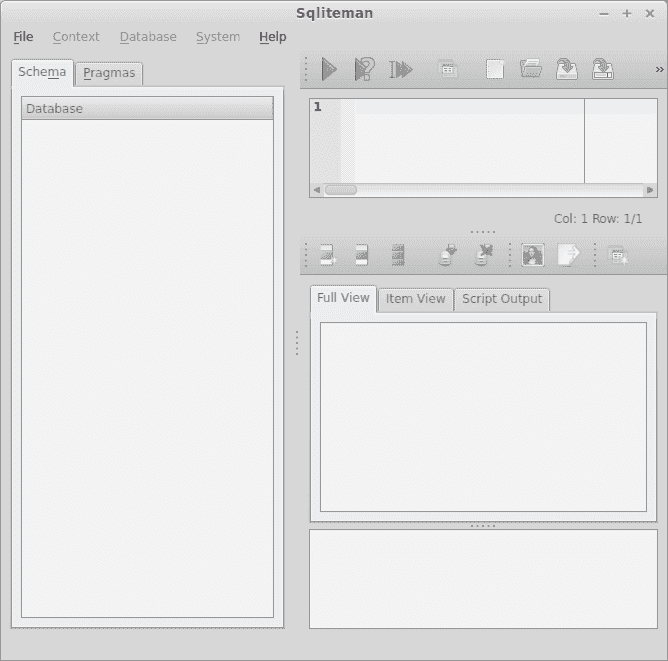 Sqliteman
File Context Database System Help
Schema Pragmas
Database
1
Col: 1 Row: 1/1
Full View Item View Script Output